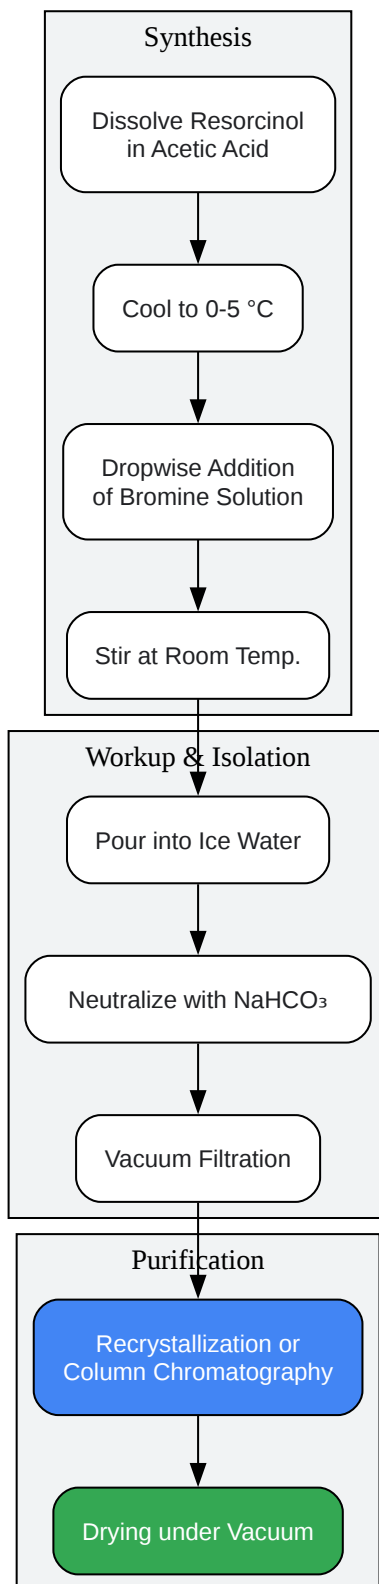 Synthesis
Dissolve Resorcinol
in Acetic Acid
Cool to 0-5 °C
Dropwise Addition
of Bromine Solution
Stir at Room Temp.
Workup & Isolation
Pour into Ice Water
Neutralize with NaHCO₃
Vacuum Filtration
Purification
Recrystallization or
Column Chromatography
Drying under Vacuum